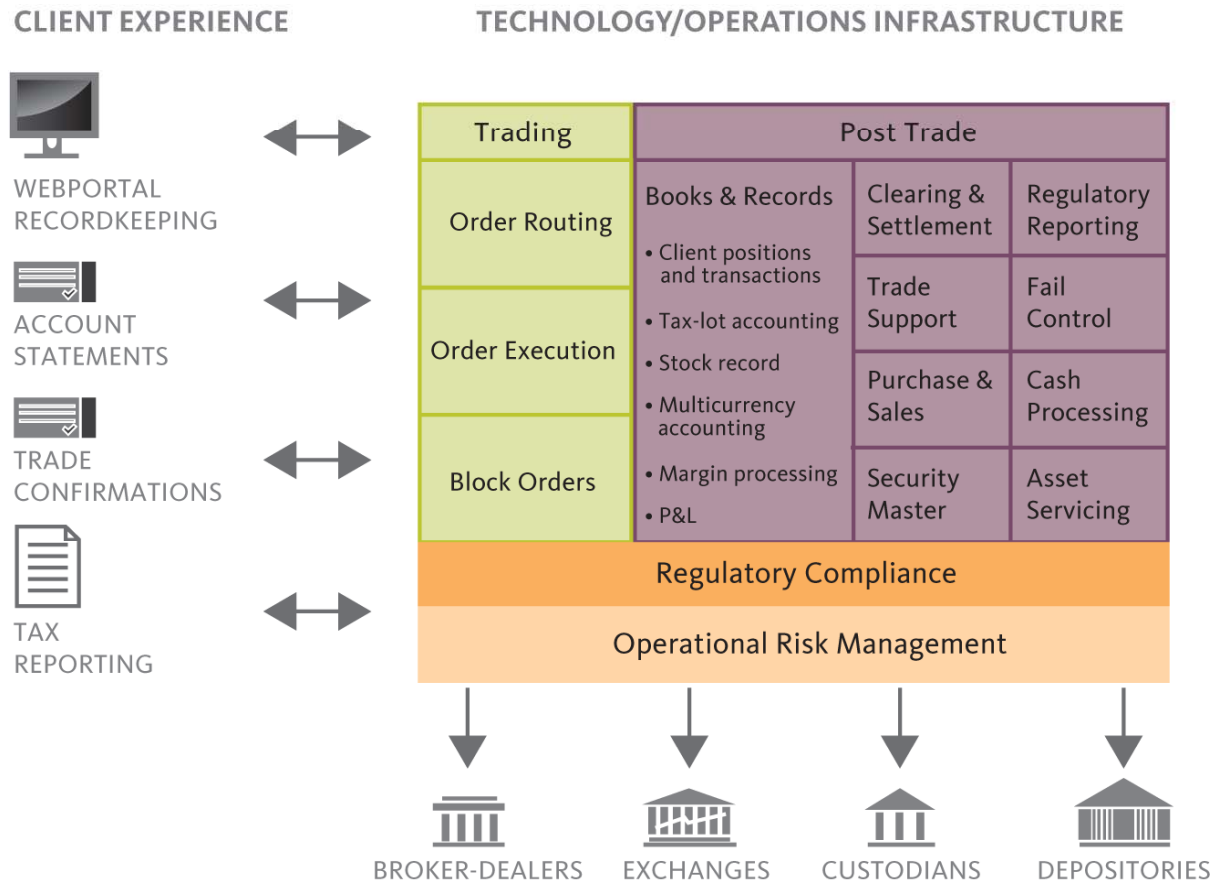 CLIENT EXPERIENCE
TECHNOLOGY/OPERATIONS INFRASTRUCTURE
WEBPORTAL
RECORDKEEPING
ACCOUNT
STATEMENTS
TRADE
CONFIRMATIONS
TAX
REPORTING
Trading
Order Routing
Order Execution
Block Orders
Post Trade
Books & Records
• Client positions
and transactions
• Tax-lot accounting
• Stock record
• Multicurrency
accounting
• Margin processing
• P&L
Clearing &
Settlement
Regulatory
Reporting
Trade
Support
Fail
Control
Purchase &
Sales
Cash
Processing
Security
Master
Asset
Servicing
Regulatory Compliance
Operational Risk Management
BROKER-DEALERS
EXCHANGES
CUSTODIANS
DEPOSITORIES